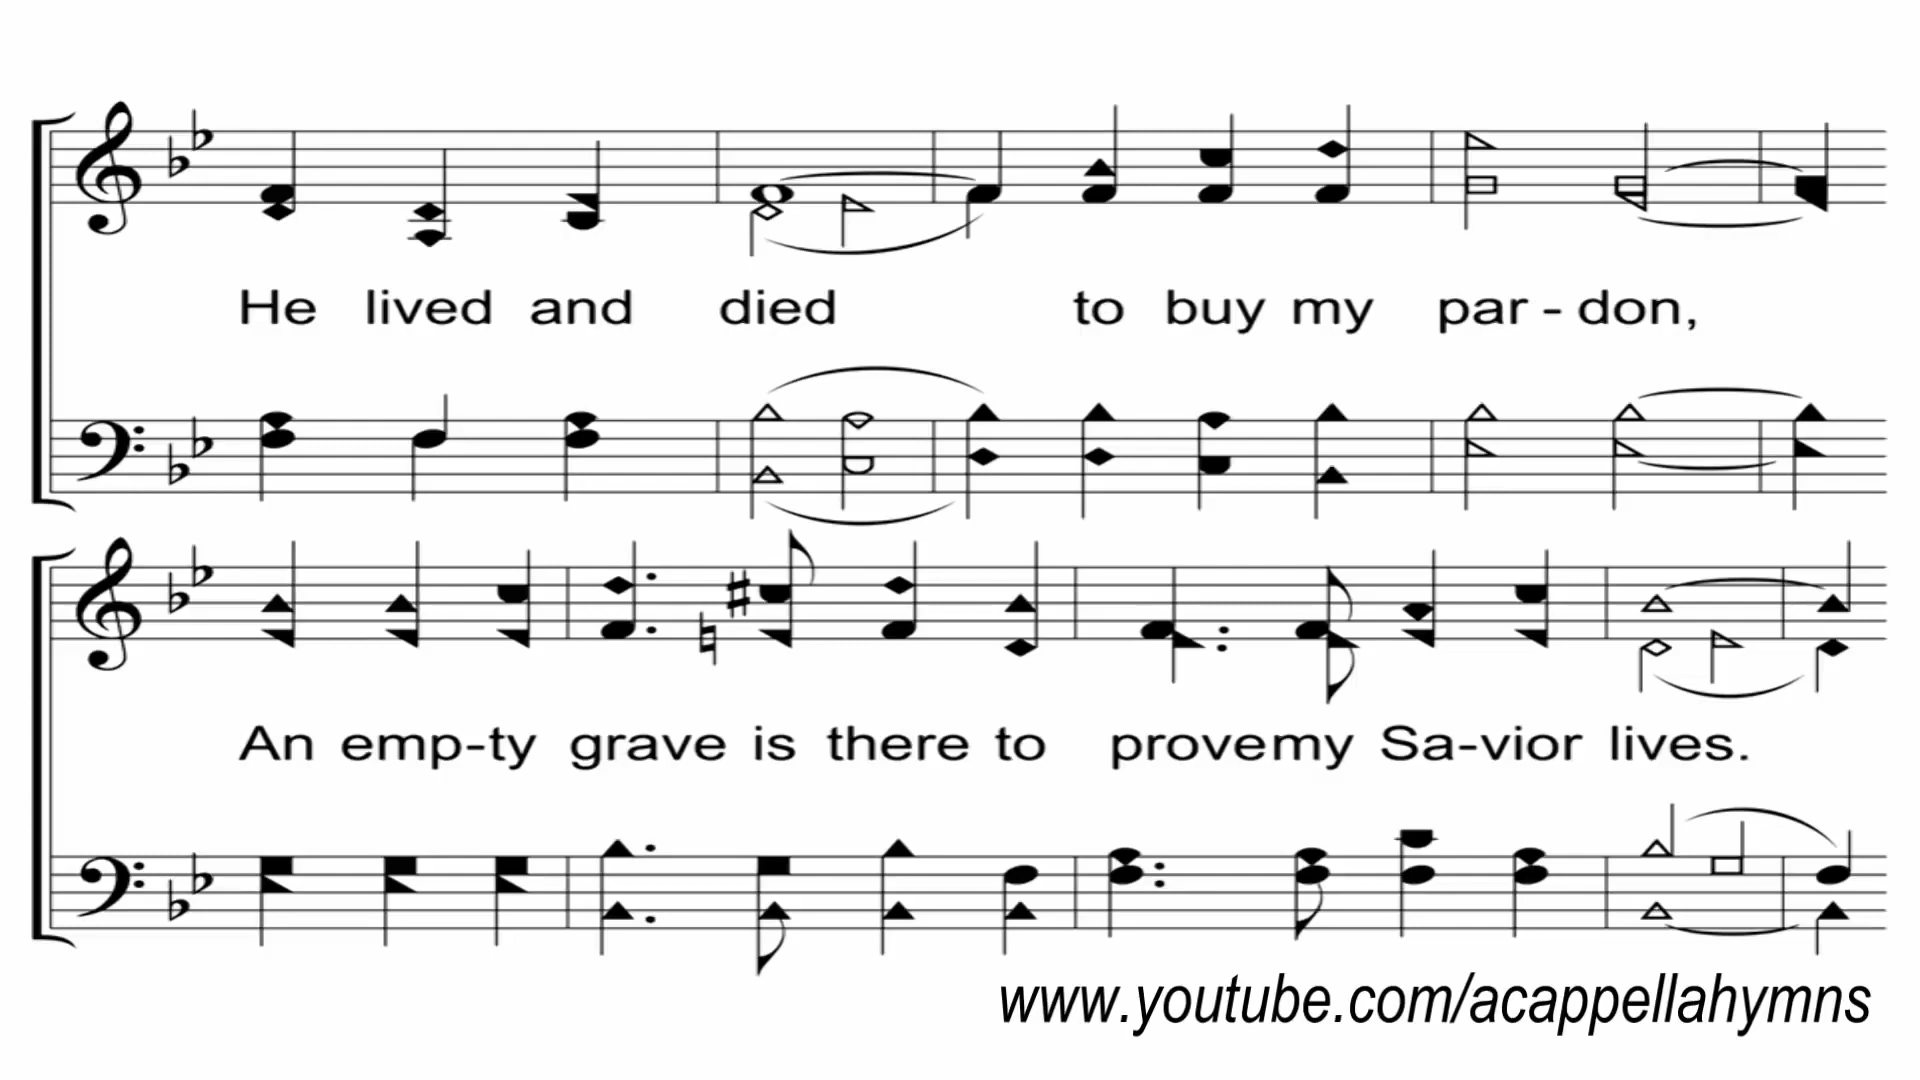 He lived and died to buy my par-don,
An emp-ty grave is there to provemy Sa-vior lives.
www.youtube.com/acappellahymns